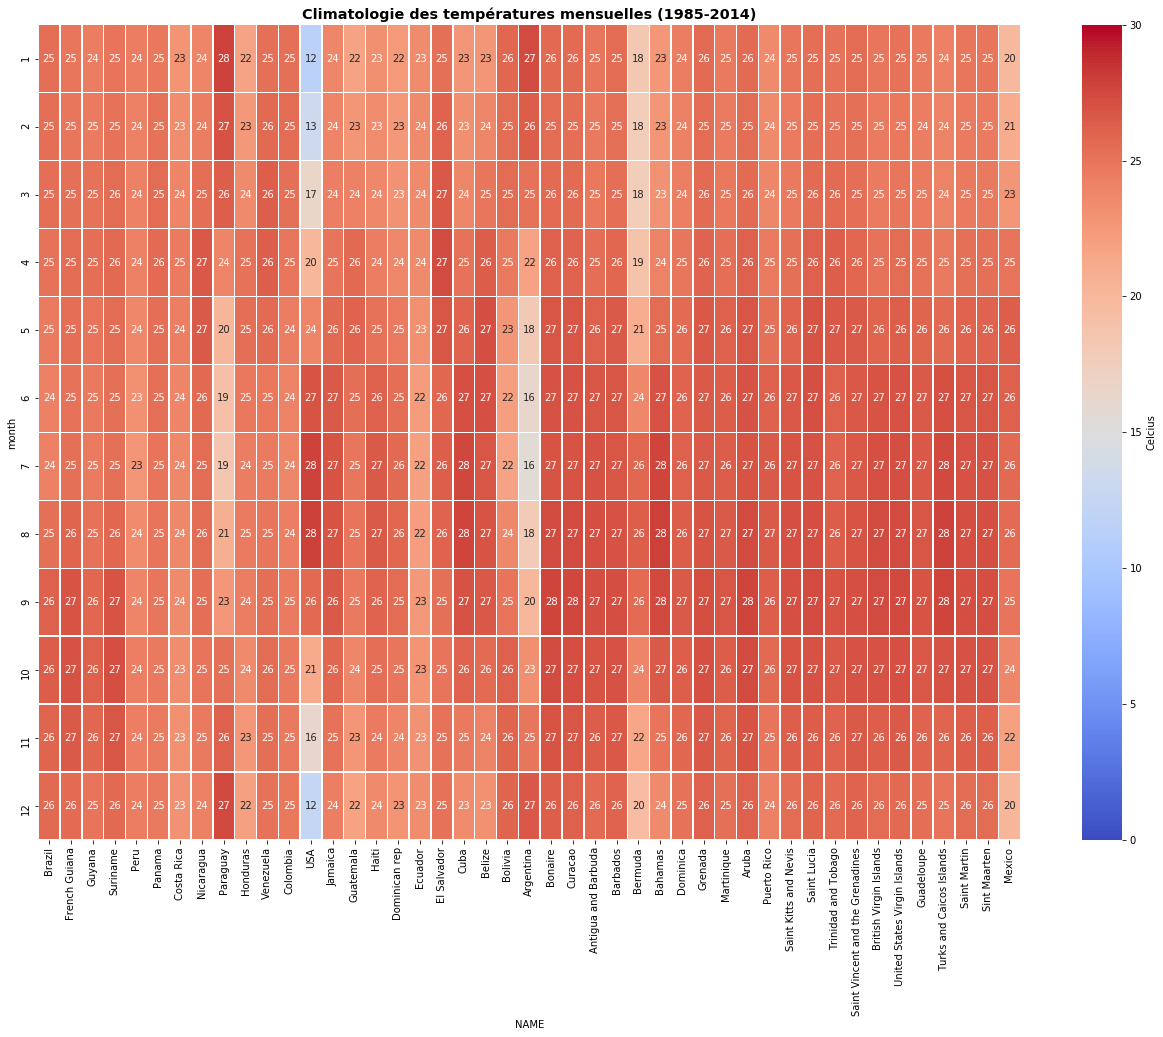 Climatologie des températures mensuelles (1985-2014)
1 25 25 24 25 24 25 23 24 28 22 25 25 12 24 22 23 22 23 25 23 23 26 27 26 26 25 25 18 23 24 26 25 26 24 25 25 25 25 25 25 25 24 25 25 20
2 25 25 25 25 24 25 23 24 27 23 26 25 13 24 23 23 23 24 26 23 24 26 26 25 25 25 25 18 23 24 25 25 25 24 25 25 25 25 25 25 24 24 25 25 21
3 25 25 25 26 24 25 24 25 26 24 26 25 17 24 24 24 23 24 27 24 25 25 25 26 26 25 25 18 23 24 26 25 26 24 25 26 26 25 25 25 25 24 25 25 23
4 25 25 25 26 24 26 25 27 24 25 26 25 20 25 26 24 24 24 27 25 26 25 22 26 26 25 26 19 24 25 26 25 26 25 25 26 26 26 25 25 25 25 25 25 25
5 25 25 25 25 24 25 24 27 20 25 26 24 24 26 26 25 25 23 27 26 27 23 18 27 27 26 27 21 25 26 27 26 27 25 26 27 27 27 26 26 26 26 26 26 26
6 24 25 25 25 23 25 24 26 19 25 25 24 27 27 25 26 25 22 26 27 27 22 16 27 27 27 27 24 27 26 27 26 27 26 27 27 26 27 27 27 27 27 27 27 26
7 24 25 25 25 23 25 24 25 19 24 25 24 28 27 25 27 26 22 26 28 27 22 16 27 27 27 27 26 28 26 27 26 27 26 27 27 26 27 27 27 27 28 27 27 26
8 25 26 25 26 24 25 24 26 21 25 25 24 28 27 25 27 26 22 26 28 27 24 18 27 27 27 27 27 28 26 27 27 27 26 27 27 26 27 27 27 27 28 27 27 26
9 26 27 26 27 24 25 24 25 23 24 25 25 26 26 25 26 25 23 25 27 27 25 20 28 28 27 27 26 28 27 27 27 28 26 27 27 27 27 27 27 27 28 27 27 25
10 26 27 26 27 24 25 23 25 25 24 26 25 21 26 24 25 25 23 25 26 26 26 23 27 27 27 27 24 27 26 27 26 27 26 27 27 27 27 27 27 27 27 27 27 24
11 26 27 26 27 24 25 23 25 26 23 25 25 16 25 23 24 24 23 25 25 24 26 25 27 27 26 27 22 25 26 27 26 27 25 26 26 26 27 26 26 26 26 26 26 22
12 26 26 25 26 24 25 23 24 27 22 25 25 12 24 22 24 23 23 25 23 23 26 27 26 26 26 26 20 24 25 26 25 26 24 26 26 26 26 26 26 25 25 26 26 20
month
Brazil
French Guiana
Guyana
Suriname
Peru
Panama
Costa Rica
Nicaragua
Paraguay
Honduras
Venezuela
Colombia
USA
Jamaica
Guatemala
Haiti
Dominican rep
Ecuador
El Salvador
Cuba
Belize
Bolivia
Argentina
Bonaire
Curacao
Antigua and Barbuda
Barbados
Bermuda
Bahamas
Dominica
Grenada
Martinique
Aruba
Puerto Rico
Saint Kitts and Nevis
Saint Lucia
Trinidad and Tobago
Saint Vincent and the Grenadines
British Virgin Islands
United States Virgin Islands
Guadeloupe
Turks and Caicos Islands
Saint Martin
Sint Maarten
Mexico
NAME
30
25
20
15
10
5
0
Celcius